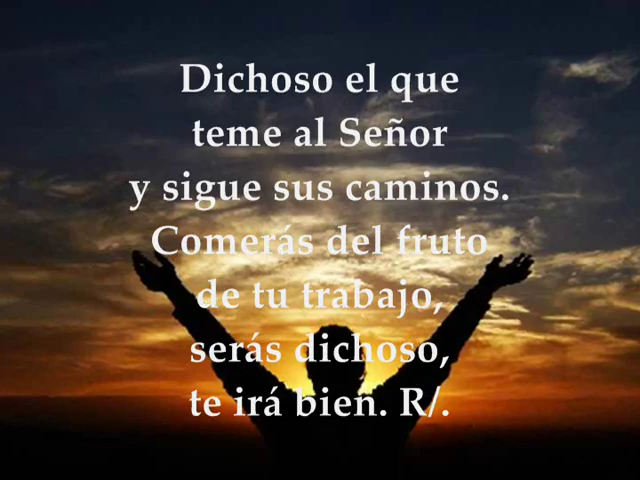 Dichoso el que
teme al Señor
y sigue sus caminos.
Comerás del fruto
de tu trabajo,
serás dichoso,
te irá bien. R/.